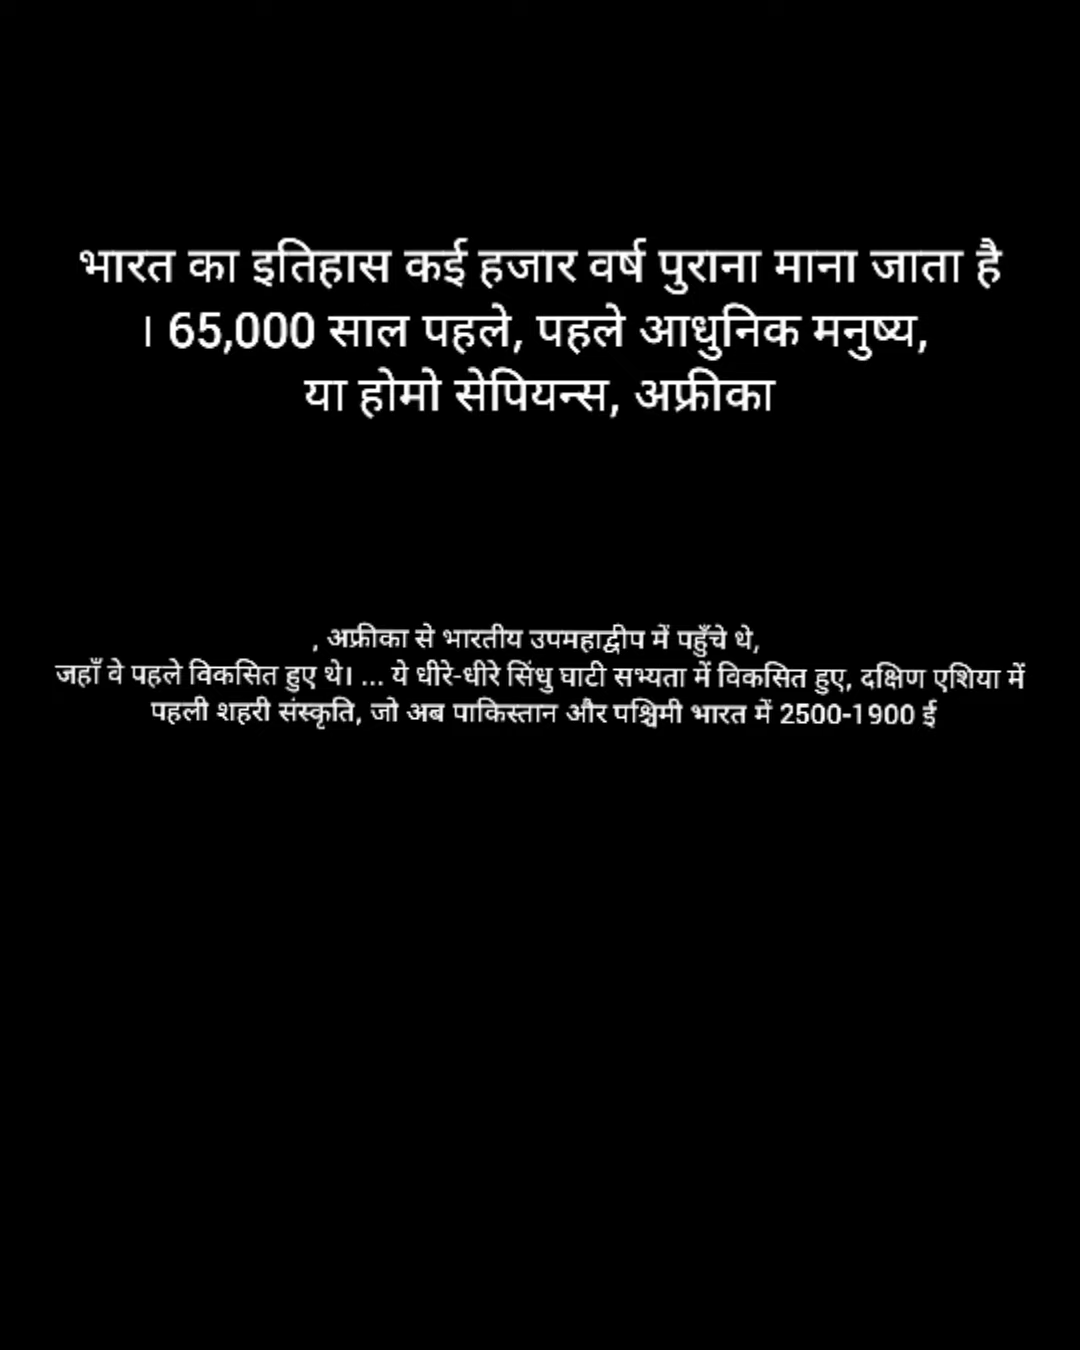 भारत का इतिहास कई हजार वर्ष पुराना माना जाता है
। 65,000 साल पहले, पहले आधुनिक मनुष्य,
या होमो सेपियन्स, अफ्रीका
, अफ्रीका से भारतीय उपमहाद्वीप में पहुँचे थे,
जहाँ वे पहले विकसित हुए थे। ... ये धीरे-धीरे सिंधु घाटी सभ्यता में विकसित हुए, दक्षिण एशिया में
पहली शहरी संस्कृति, जो अब पाकिस्तान और पश्चिमी भारत में 2500-1900 ई